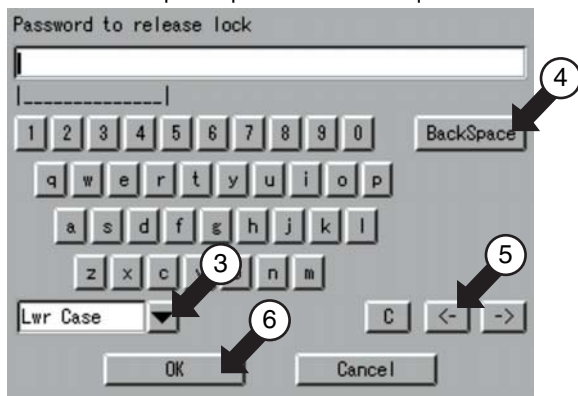 Password to release lock
4
|______________|
1 2 3 4 5 6 7 8 9 0 BackSpace
q w e r t y u i o p
a s d f g h j k l
z x c n m
3 5
Lwr Case 6 C <- ->
OK Cancel